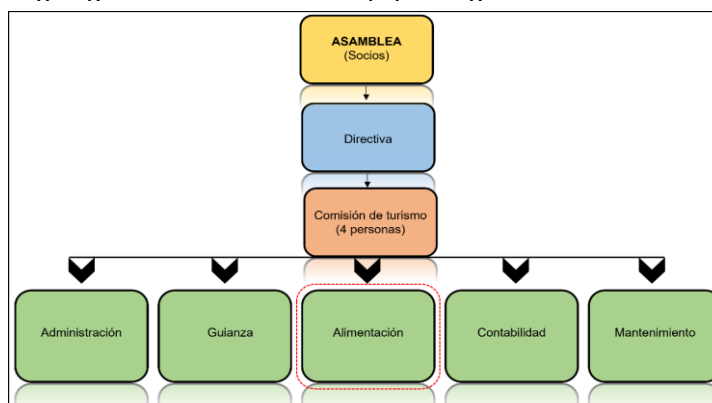 ASAMBLEA
(Socios)
Directiva
Comisión de turismo
(4 personas)
Administración
Guianza
Alimentación
Contabilidad
Mantenimiento